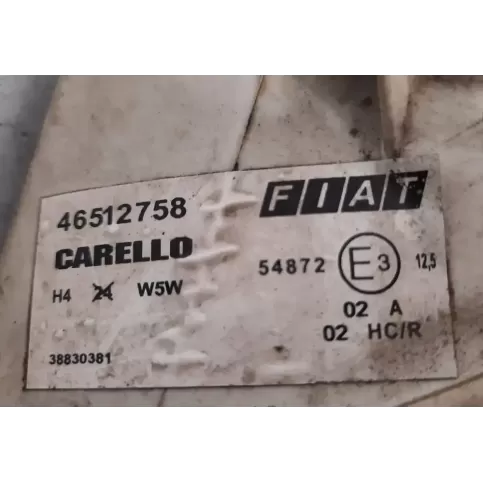 46512758 FIAT
CARELLO
54872 E3 12,5
H4 24 W5W
02 A
02 HC/R
38830381